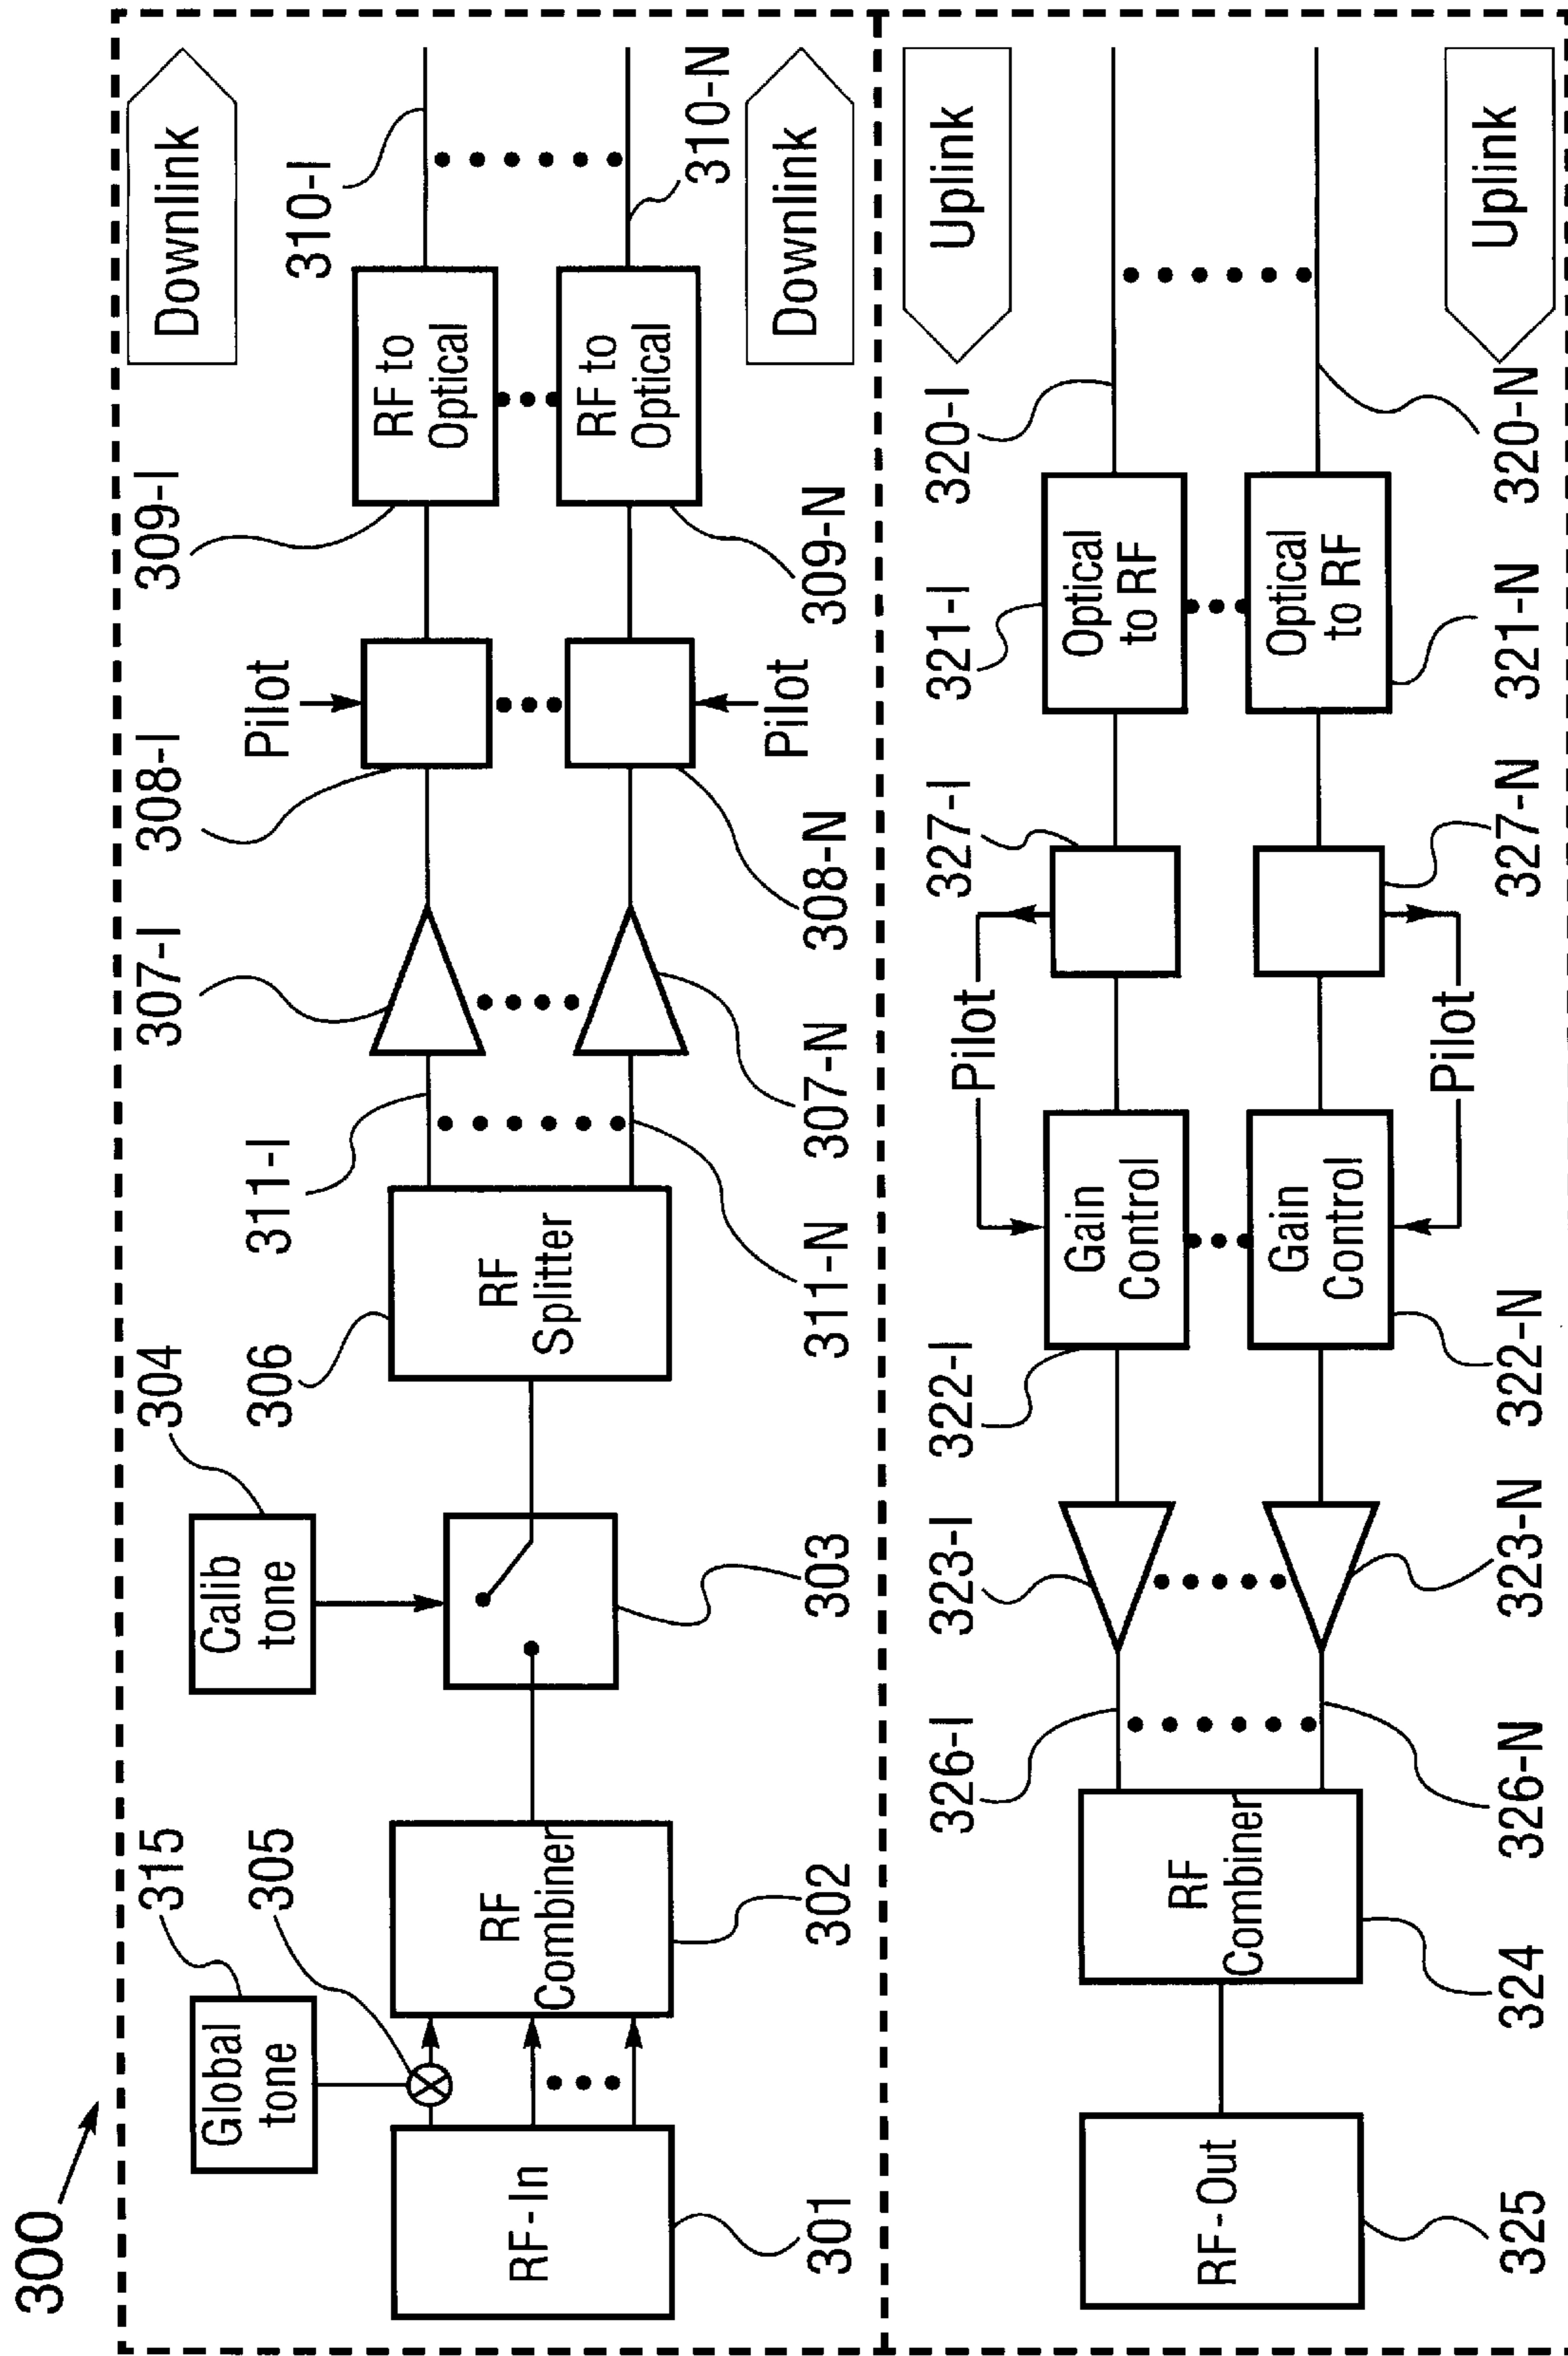 300
Global
tone
315
305
Calib
tone
304
306
311-I
307-I
308-I
Pilot
309-I
310-I
Downlink
RF-In
RF
Combiner
RF
Splitter
RF to
Optical
RF to
Optical
301
302
303
311-N
307-N
308-N
Pilot
309-N
310-N
Downlink
326-I
323-I
322-I
Pilot
327-I
321-I
320-I
Uplink
RF-Out
RF
Combiner
Gain
Control
Gain
Control
Optical
to RF
Optical
to RF
325
324
326-N
323-N
322-N
Pilot
327-N
321-N
320-N
Uplink